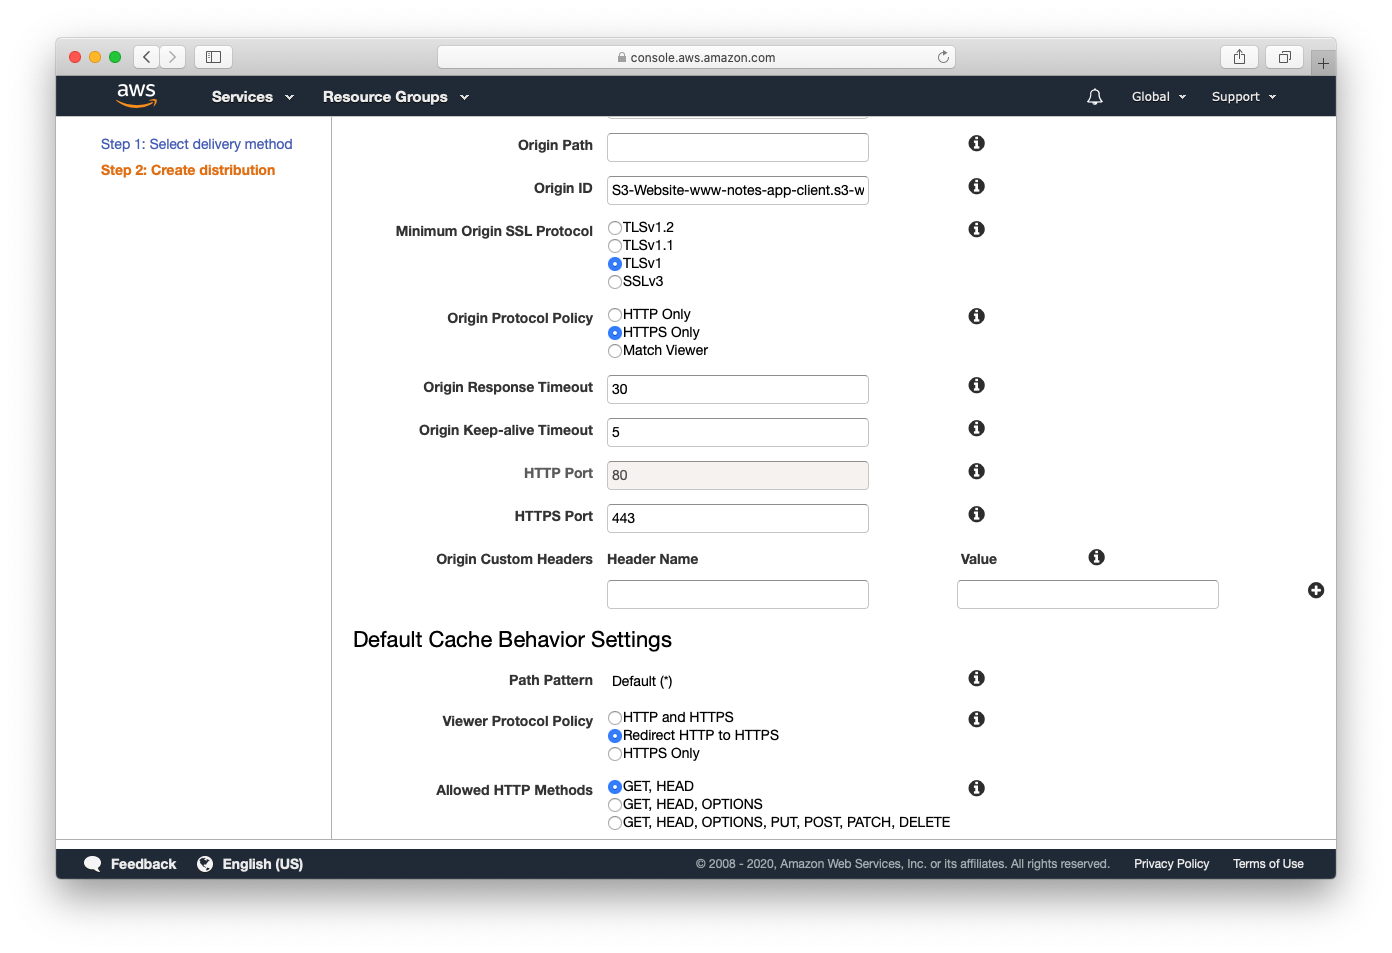 console.aws.amazon.com
aws Services Resource Groups Global Support
Step 1: Select delivery method
Step 2: Create distribution
Origin Path
Origin ID S3-Website-www-notes-app-client.s3-w
Minimum Origin SSL Protocol TLSv1.2
TLSv1.1
TLSv1
SSLv3
Origin Protocol Policy HTTP Only
HTTPS Only
Match Viewer
Origin Response Timeout 30
Origin Keep-alive Timeout 5
HTTP Port 80
HTTPS Port 443
Origin Custom Headers Header Name Value
Default Cache Behavior Settings
Path Pattern Default (*)
Viewer Protocol Policy HTTP and HTTPS
Redirect HTTP to HTTPS
HTTPS Only
Allowed HTTP Methods GET, HEAD
GET, HEAD, OPTIONS
GET, HEAD, OPTIONS, PUT, POST, PATCH, DELETE
Feedback English (US) © 2008 - 2020, Amazon Web Services, Inc. or its affiliates. All rights reserved. Privacy Policy Terms of Use